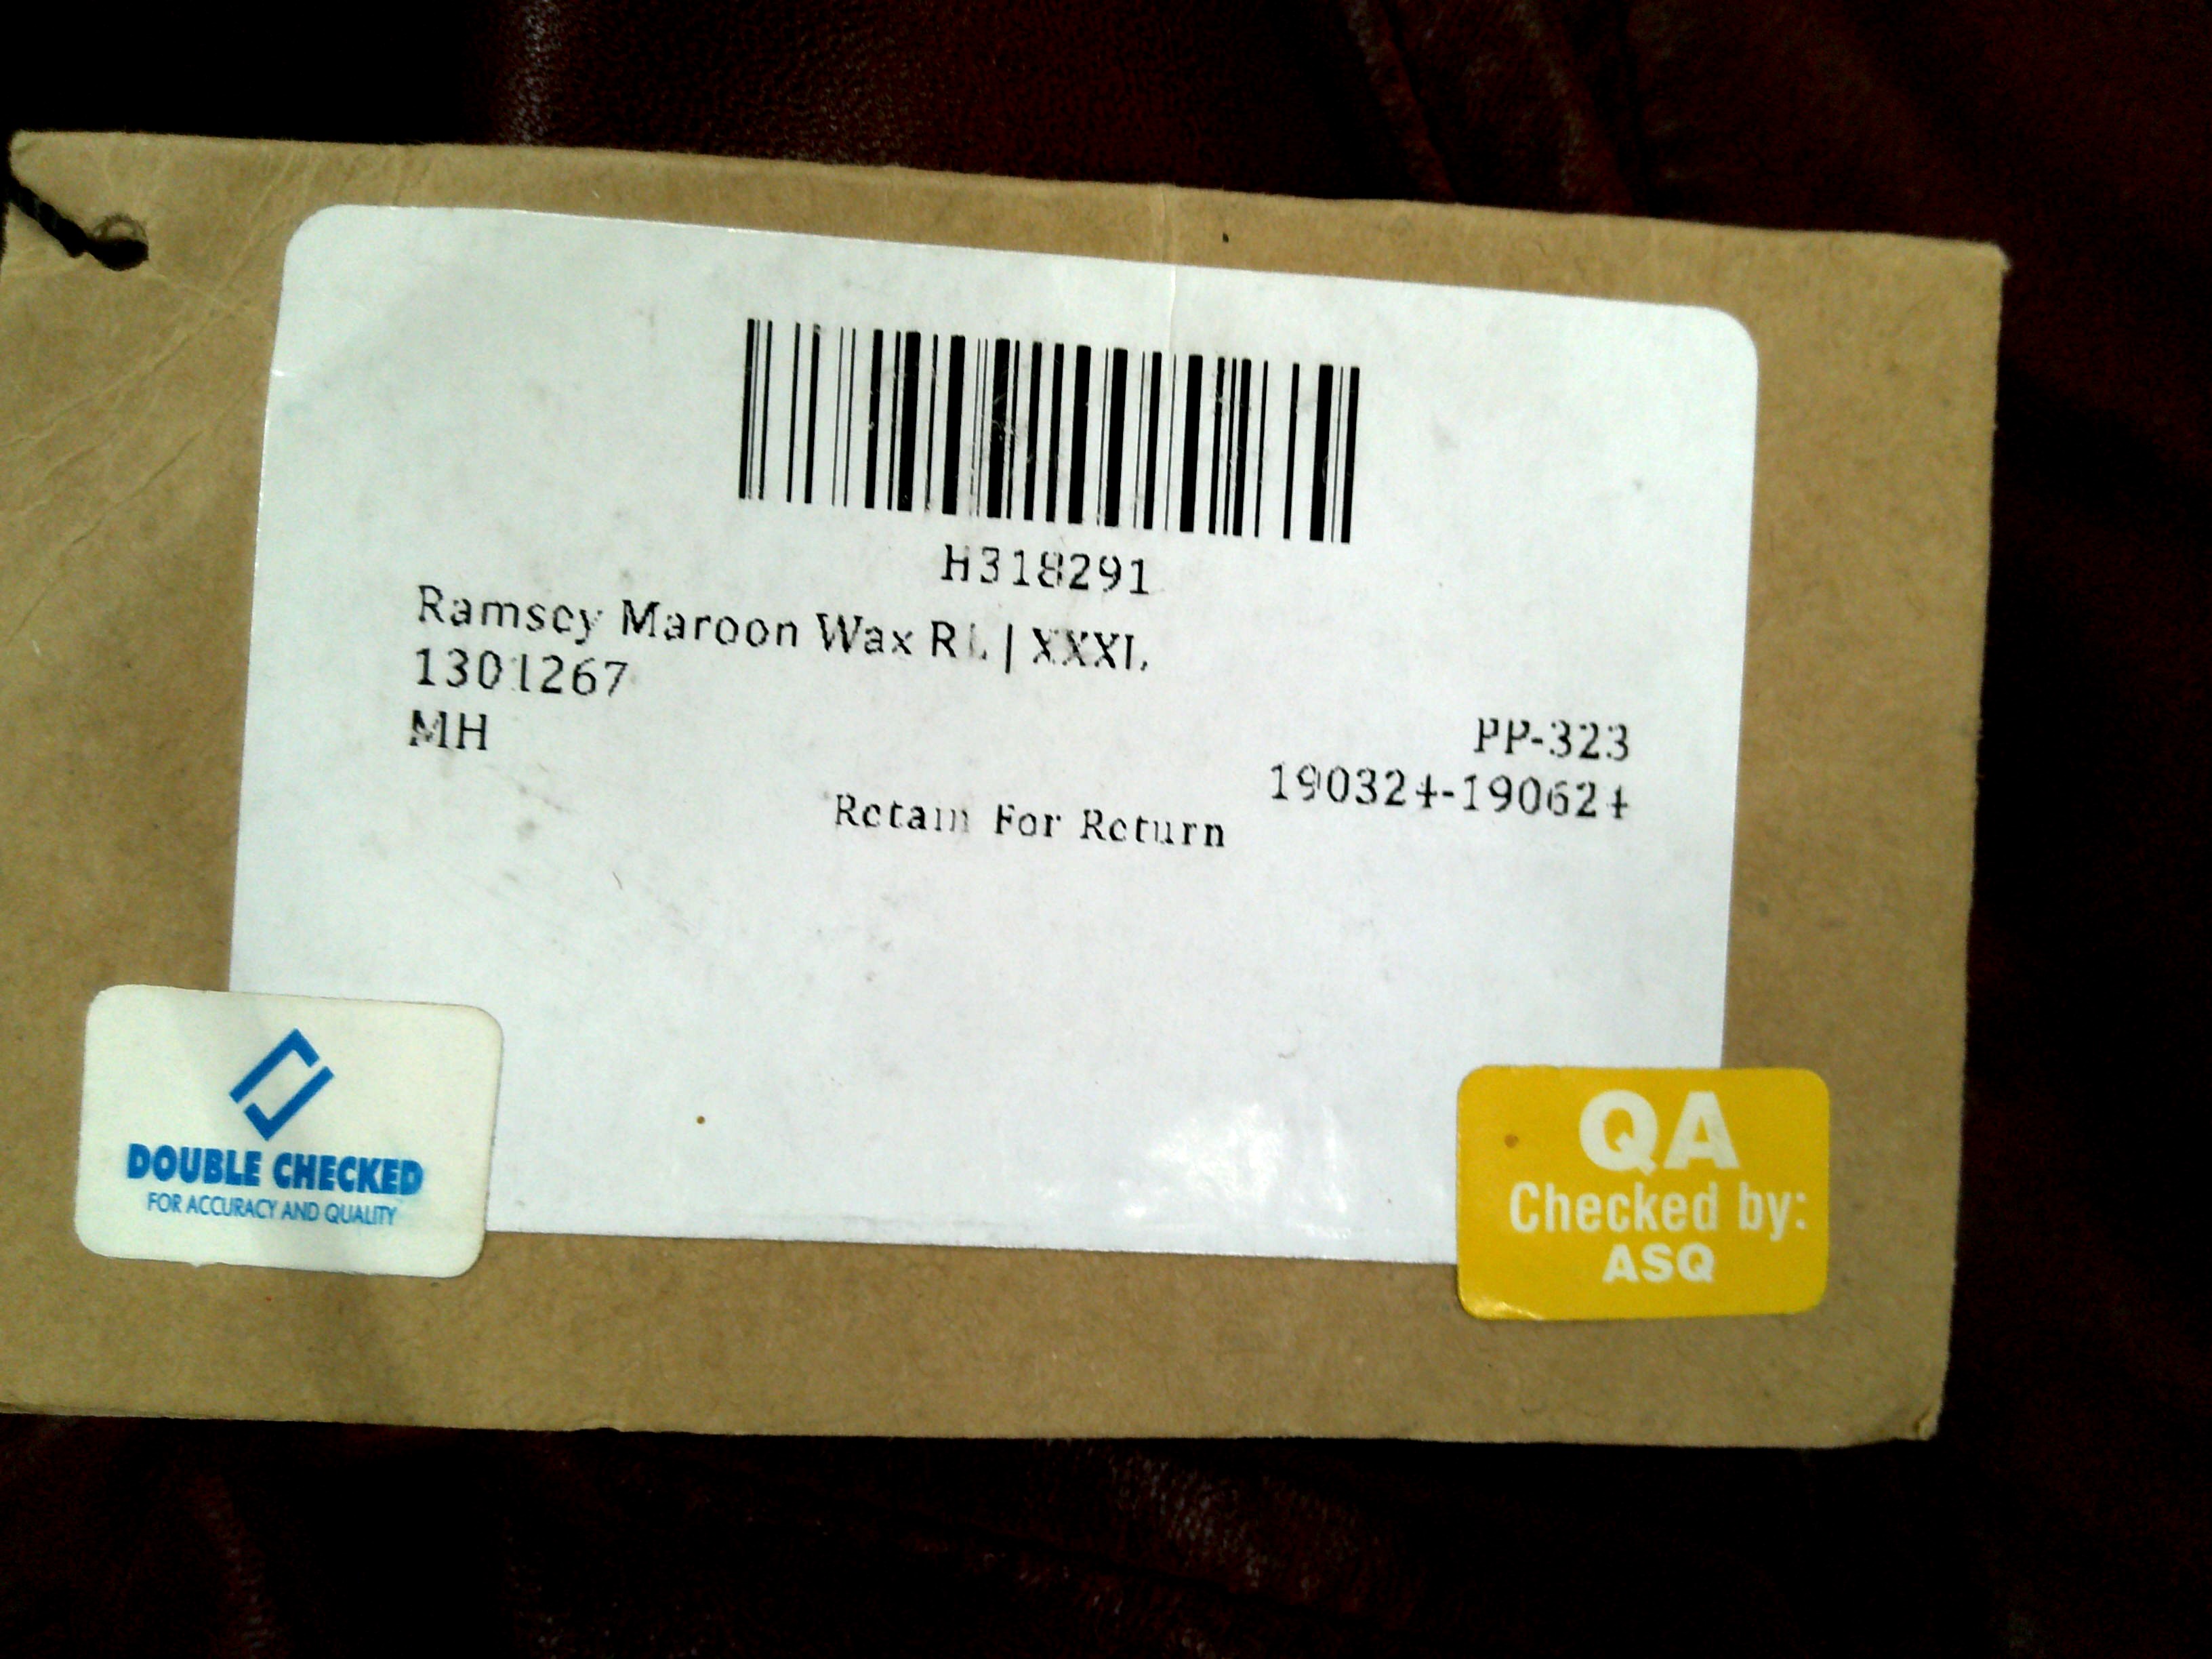 H318291
Ramsey Maroon Wax RL | XXXL
1301267
MH
PP-323
190324-190624
Retain For Return
DOUBLE CHECKED
FOR ACCURACY AND QUALITY
QA
Checked by:
ASQ